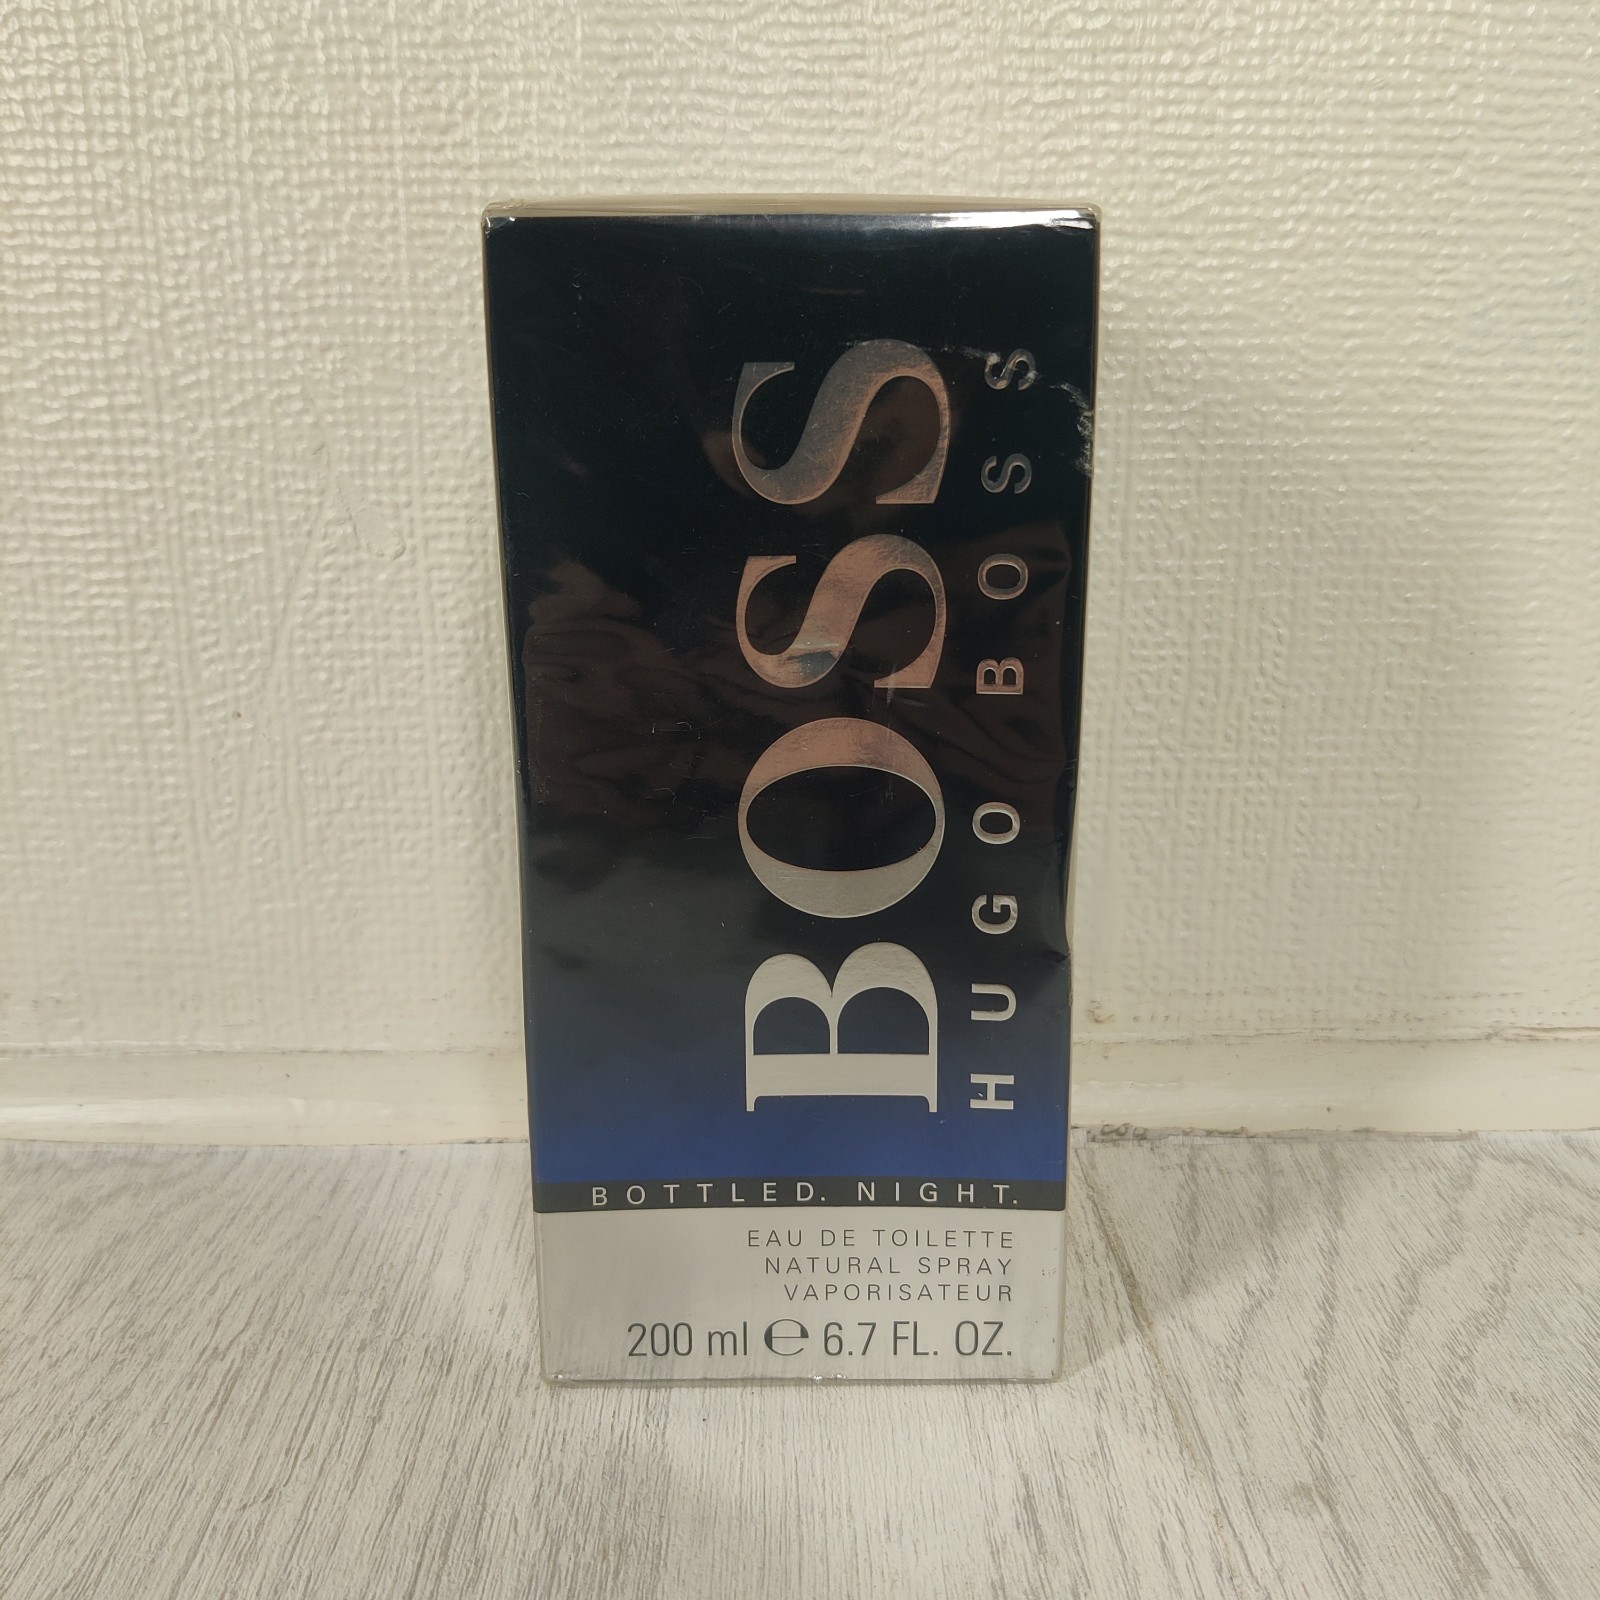 BOSS
HUGO BOSS
BOTTLED. NIGHT.
EAU DE TOILETTE
NATURAL SPRAY
VAPORISATEUR
200 ml ℮ 6.7 FL. OZ.